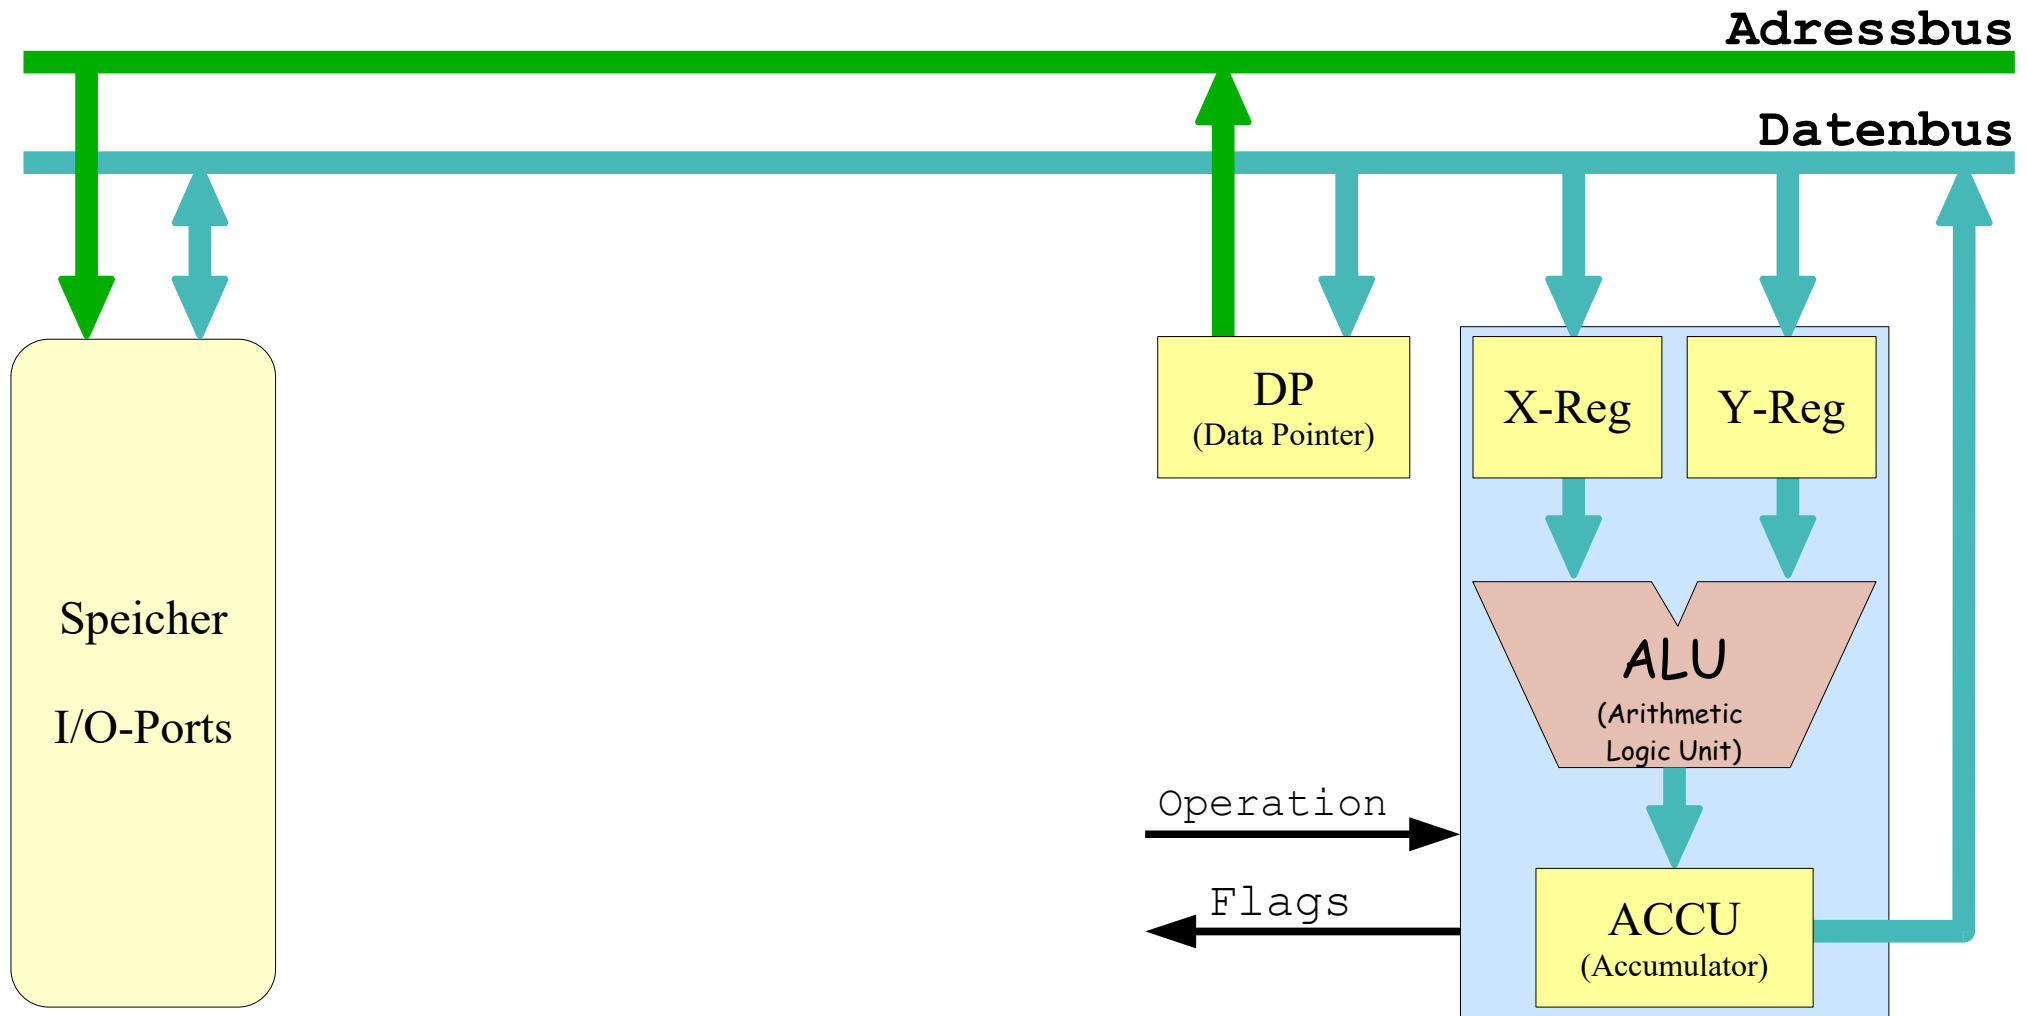 Adressbus
Datenbus
DP
(Data Pointer)
X-Reg
Y-Reg
Speicher
I/O-Ports
ALU
(Arithmetic
Logic Unit)
Operation
Flags
ACCU
(Accumulator)